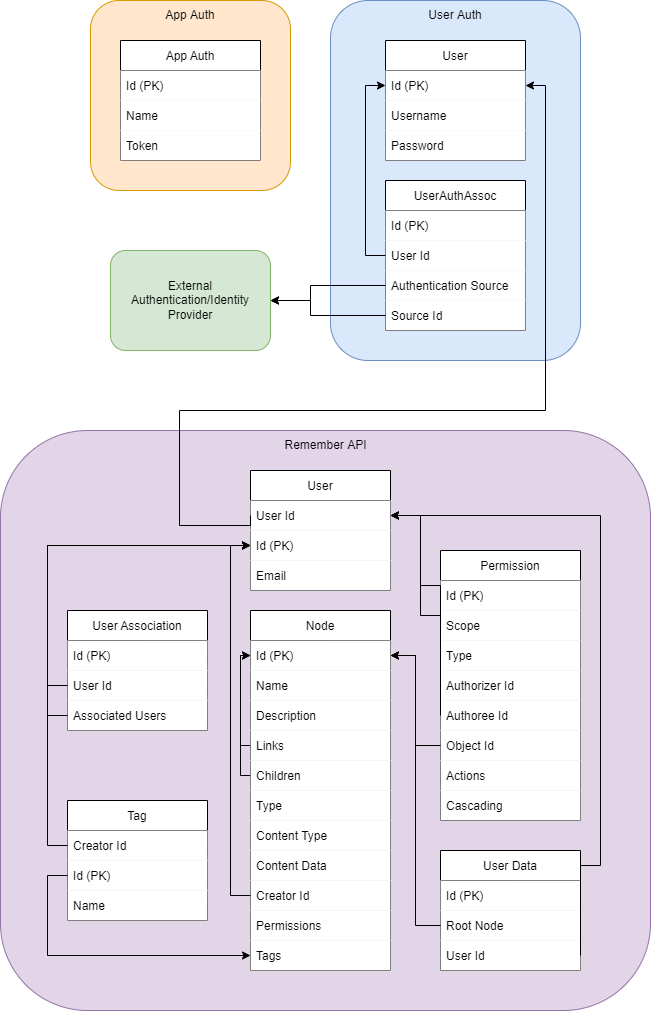 App Auth
App Auth
Id (PK)
Name
Token
User Auth
User
Id (PK)
Username
Password
UserAuthAssoc
Id (PK)
User Id
Authentication Source
Source Id
External
Authentication/Identity
Provider
Remember API
User
User Id
Id (PK)
Email
User Association
Id (PK)
User Id
Associated Users
Tag
Creator Id
Id (PK)
Name
Node
Id (PK)
Name
Description
Links
Children
Type
Content Type
Content Data
Creator Id
Permissions
Tags
Permission
Id (PK)
Scope
Type
Authorizer Id
Authoree Id
Object Id
Actions
Cascading
User Data
Id (PK)
Root Node
User Id